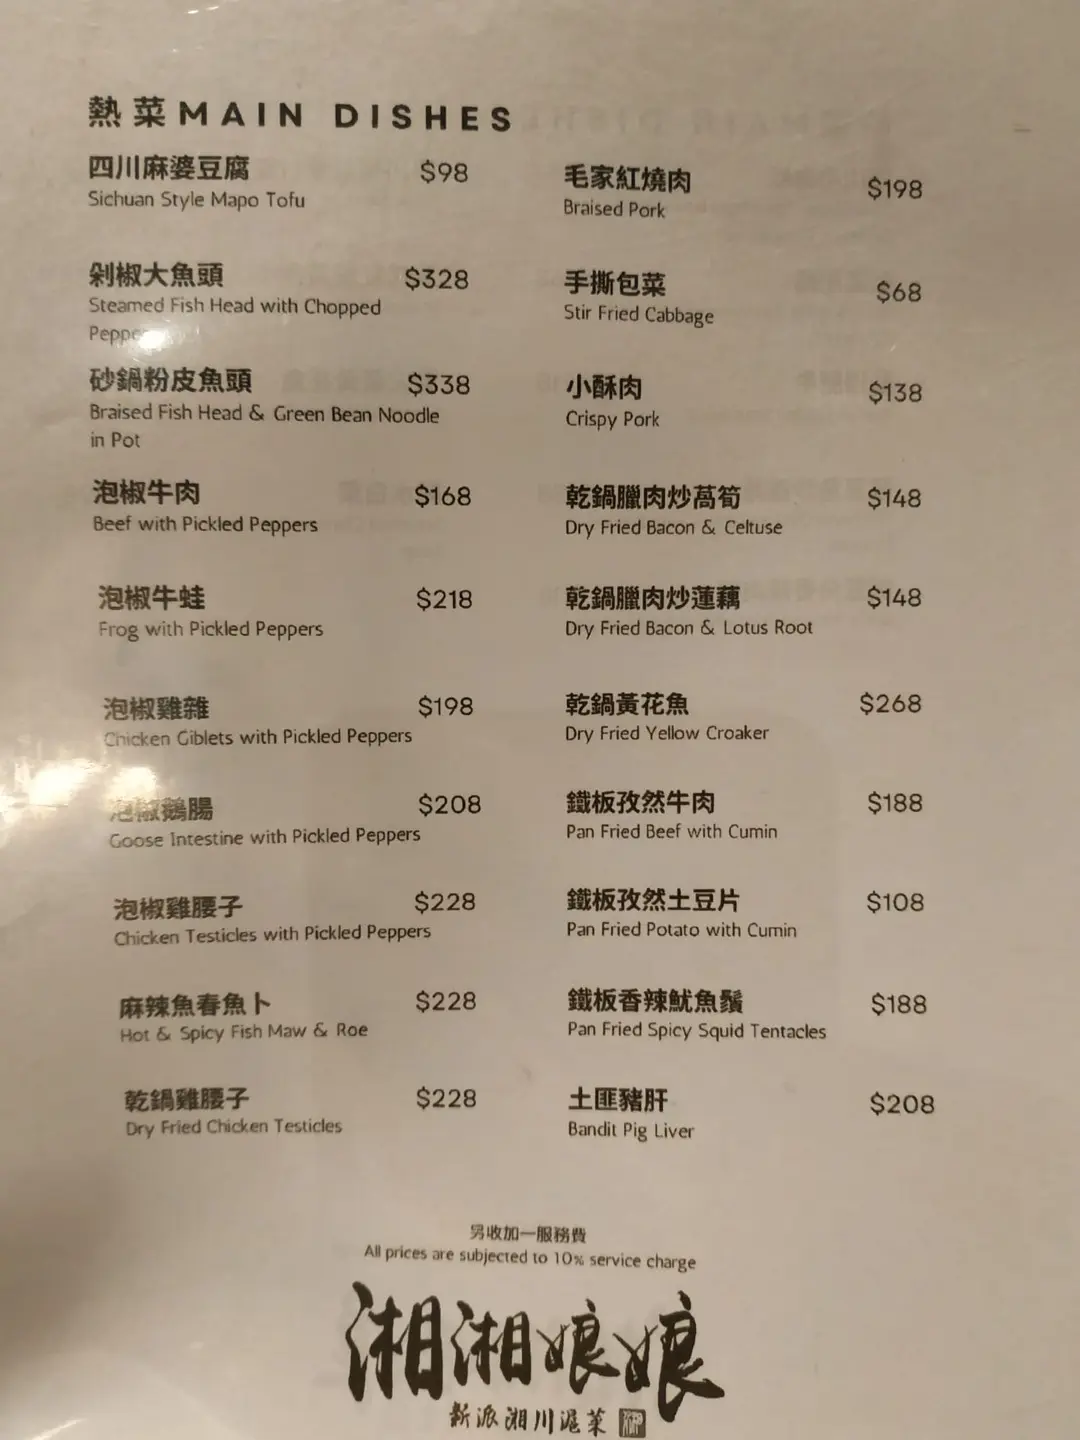 熱菜 MAIN DISHES
四川麻婆豆腐 $98
Sichuan Style Mapo Tofu
剁椒大魚頭 $328
Steamed Fish Head with Chopped
砂鍋粉皮魚頭 $338
Braised Fish Head & Green Bean Noodle
in Pot
泡椒牛肉 $168
Beef with Pickled Peppers
泡椒牛蛙 $218
Frog with Pickled Peppers
泡椒雞雜 $198
Chicken Giblets with Pickled Peppers
泡椒鵝腸 $208
Goose Intestine with Pickled Peppers
泡椒雞腰子 $228
Chicken Testicles with Pickled Peppers
麻辣魚春魚卜 $228
Hot & Spicy Fish Maw & Roe
乾鍋雞腰子 $228
Dry Fried Chicken Testicles
毛家紅燒肉 $198
Braised Pork
手撕包菜 $68
Stir Fried Cabbage
小酥肉 $138
Crispy Pork
乾鍋臘肉炒萵筍 $148
Dry Fried Bacon & Celtuse
乾鍋臘肉炒蓮藕 $148
Dry Fried Bacon & Lotus Root
乾鍋黃花魚 $268
Dry Fried Yellow Croaker
鐵板孜然牛肉 $188
Pan Fried Beef with Cumin
鐵板孜然土豆片 $108
Pan Fried Potato with Cumin
鐵板香辣魷魚鬚 $188
Pan Fried Spicy Squid Tentacles
土匪豬肝 $208
Bandit Pig Liver
另收加一服務費
All prices are subjected to 10% service charge
湘湘娘娘
新派湘川滬菜